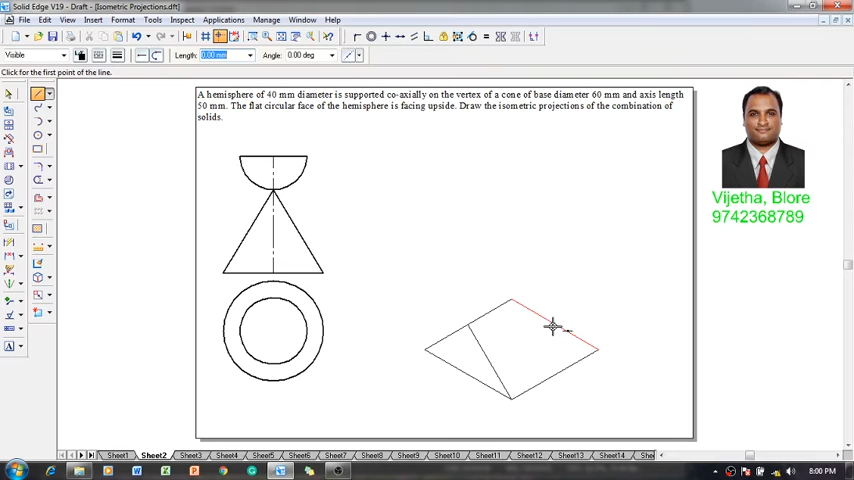 Solid Edge V19 - Draft - [Isometric Projections.dft]
File Edit View Insert Format Tools Inspect Applications Manage Window Help
Visible Length: 0.00 mm Angle: 0.00 deg
Click for the first point of the line.
A hemisphere of 40 mm diameter is supported co-axially on the vertex of a cone of base diameter 60 mm and axis length
50 mm. The flat circular face of the hemisphere is facing upside. Draw the isometric projections of the combination of
solids.
Vijetha, Blore
9742368789
Sheet1 Sheet2 Sheet3 Sheet4 Sheet5 Sheet6 Sheet7 Sheet8 Sheet9 Sheet10 Sheet11 Sheet12 Sheet13 Sheet14
8:00 PM